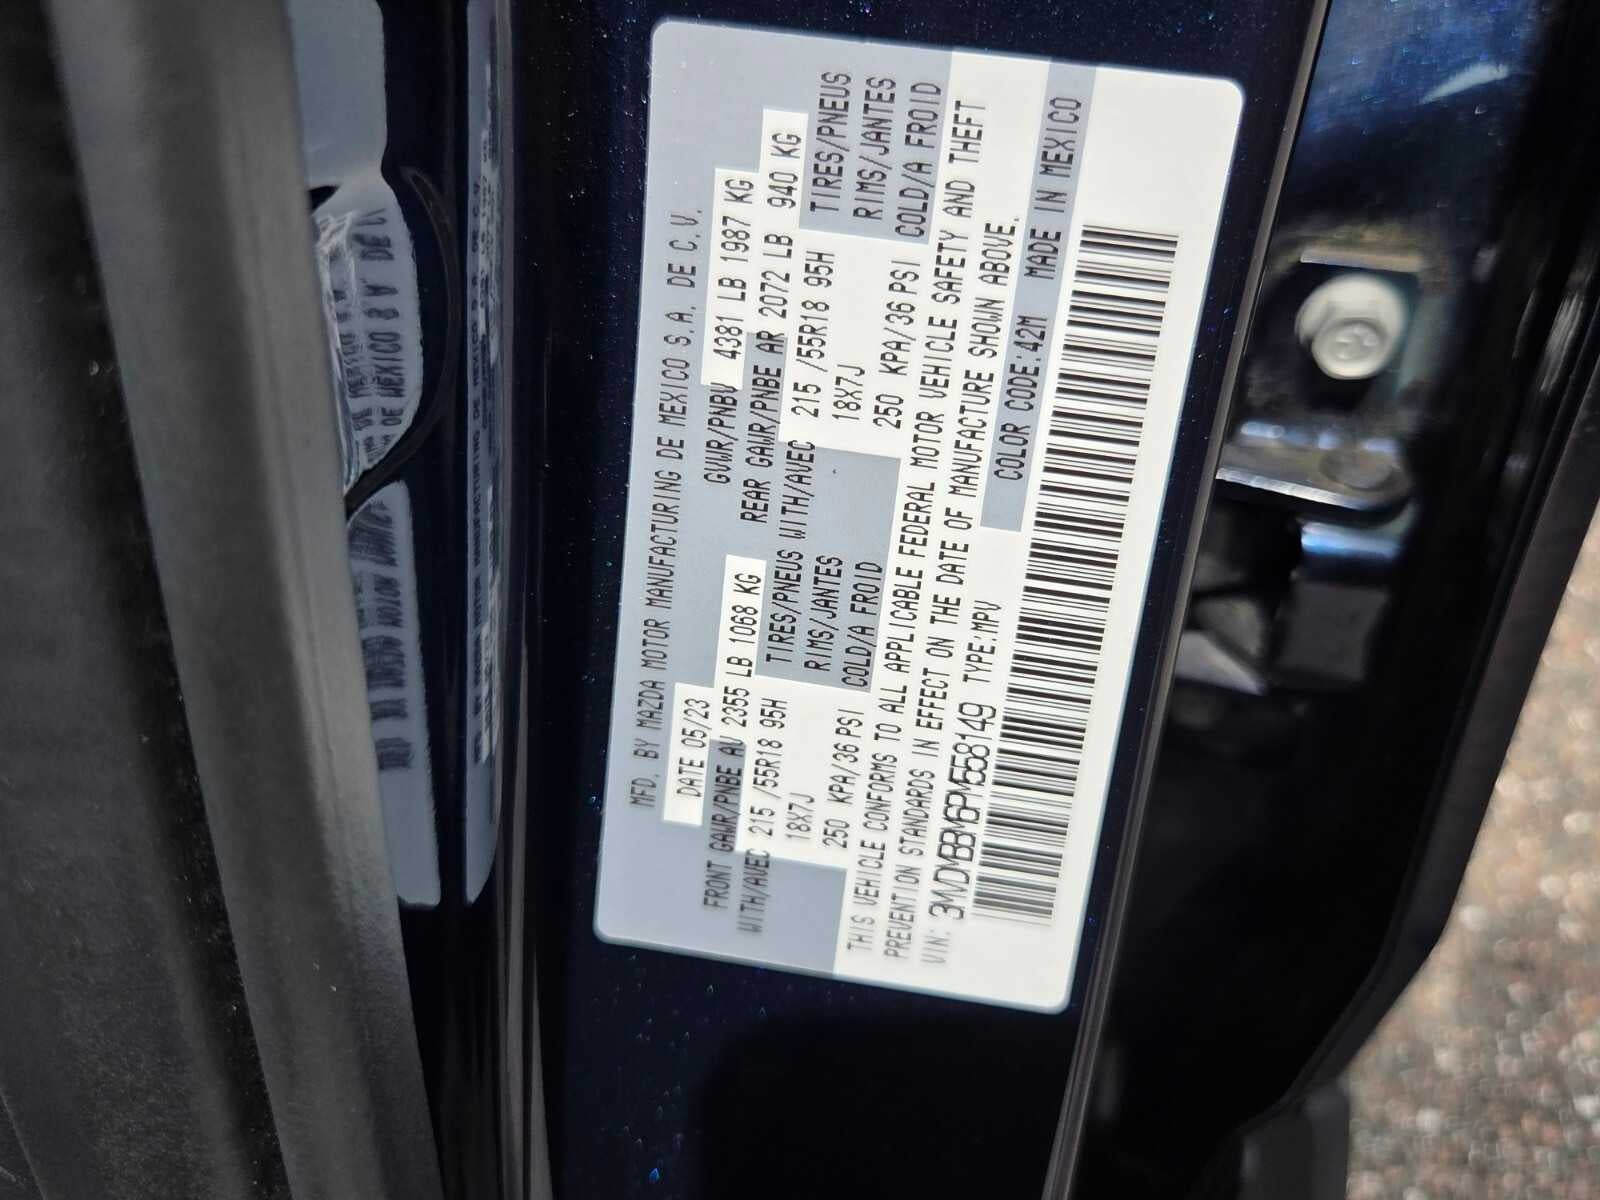 MFD. BY MAZDA MOTOR MANUFACTURING DE MEXICO S.A. DE C.V.
DATE 05/23 GVWR/PNBV 4381 LB 1987 KG
FRONT GAWR/PNBE AV 2355 LB 1068 KG REAR GAWR/PNBE AR 2072 LB 940 KG
WITH/AVEC 215 /55R18 95H TIRES/PNEUS WITH/AVEC 215 /55R18 95H TIRES/PNEUS
18X7J RIMS/JANTES 18X7J RIMS/JANTES
250 KPA/36 PSI COLD/A FROID 250 KPA/36 PSI COLD/A FROID
THIS VEHICLE CONFORMS TO ALL APPLICABLE FEDERAL MOTOR VEHICLE SAFETY AND THEFT
PREVENTION STANDARDS IN EFFECT ON THE DATE OF MANUFACTURE SHOWN ABOVE.
VIN: 3MVDMBBM6PM558149 TYPE:MPV COLOR CODE:42M MADE IN MEXICO